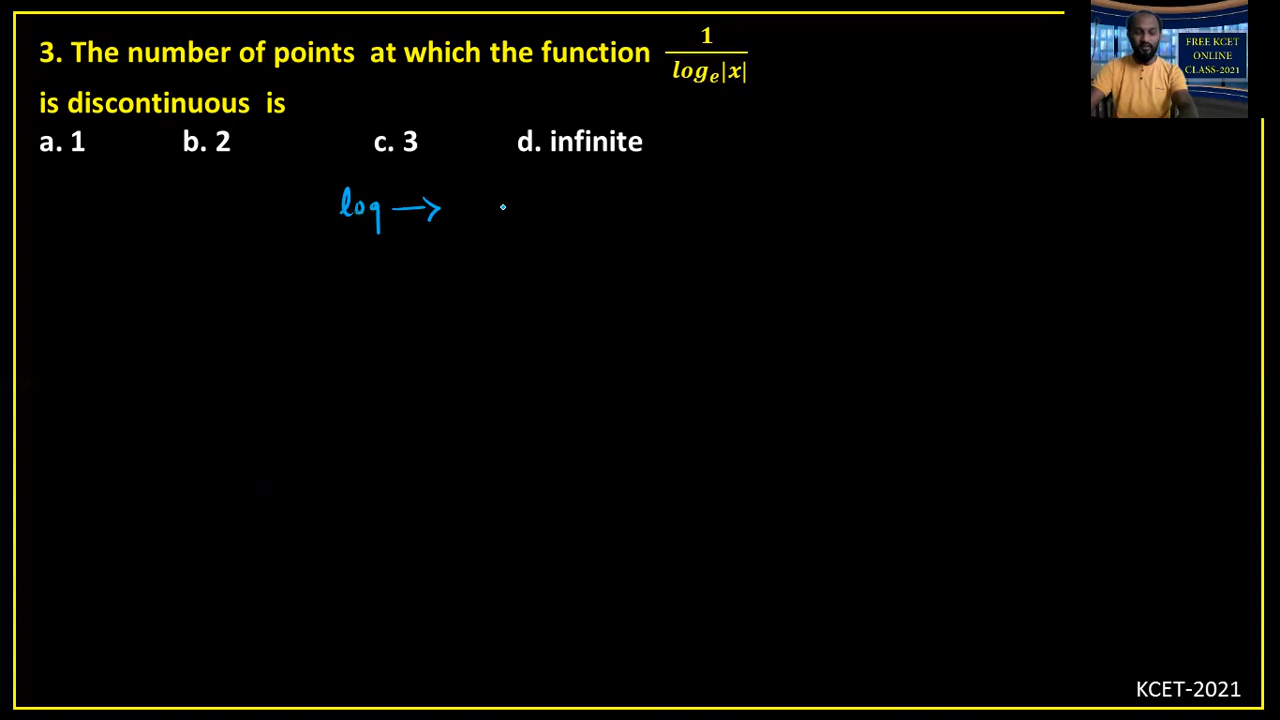 3. The number of points at which the function 1/logₑ|x|
is discontinuous is
a. 1 b. 2 c. 3 d. infinite
log →
FREE KCET
ONLINE
CLASS-2021
KCET-2021